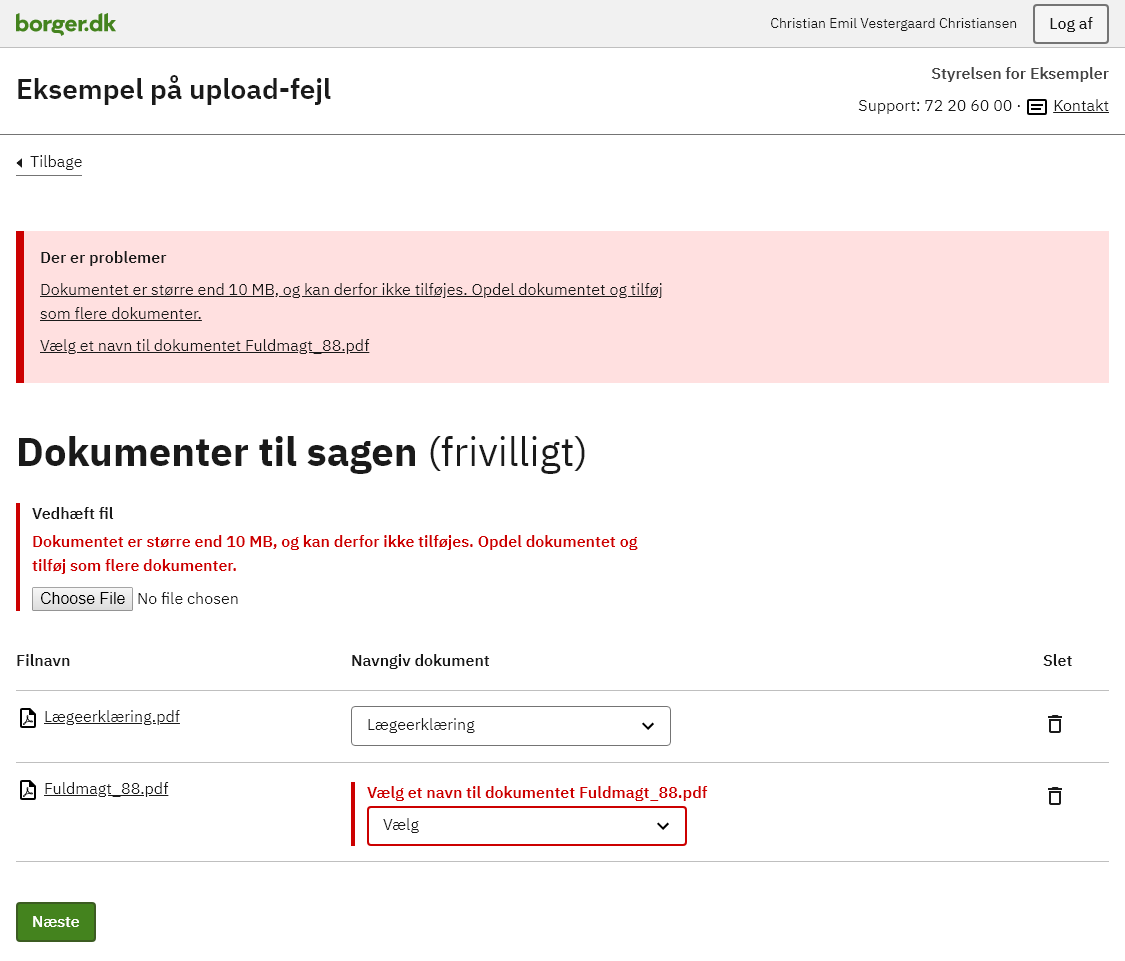 borger.dk
Christian Emil Vestergaard Christiansen
Log af
Eksempel på upload-fejl
Styrelsen for Eksempler
Support: 72 20 60 00 · Kontakt
Tilbage
Der er problemer
Dokumentet er større end 10 MB, og kan derfor ikke tilføjes. Opdel dokumentet og tilføj
som flere dokumenter.
Vælg et navn til dokumentet Fuldmagt_88.pdf
Dokumenter til sagen (frivilligt)
Vedhæft fil
Dokumentet er større end 10 MB, og kan derfor ikke tilføjes. Opdel dokumentet og
tilføj som flere dokumenter.
Choose File No file chosen
Filnavn Navngiv dokument Slet
Lægeerklæring.pdf Lægeerklæring
Fuldmagt_88.pdf Vælg et navn til dokumentet Fuldmagt_88.pdf
Vælg
Næste